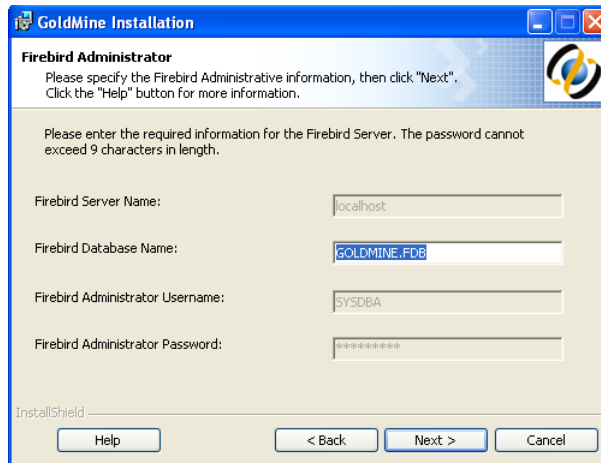 GoldMine Installation
Firebird Administrator
Please specify the Firebird Administrative information, then click "Next".
Click the "Help" button for more information.
Please enter the required information for the Firebird Server. The password cannot
exceed 9 characters in length.
Firebird Server Name:
localhost
Firebird Database Name:
GOLDMINE.FDB
Firebird Administrator Username:
SYSDBA
Firebird Administrator Password:
*********
InstallShield
Help
< Back
Next >
Cancel